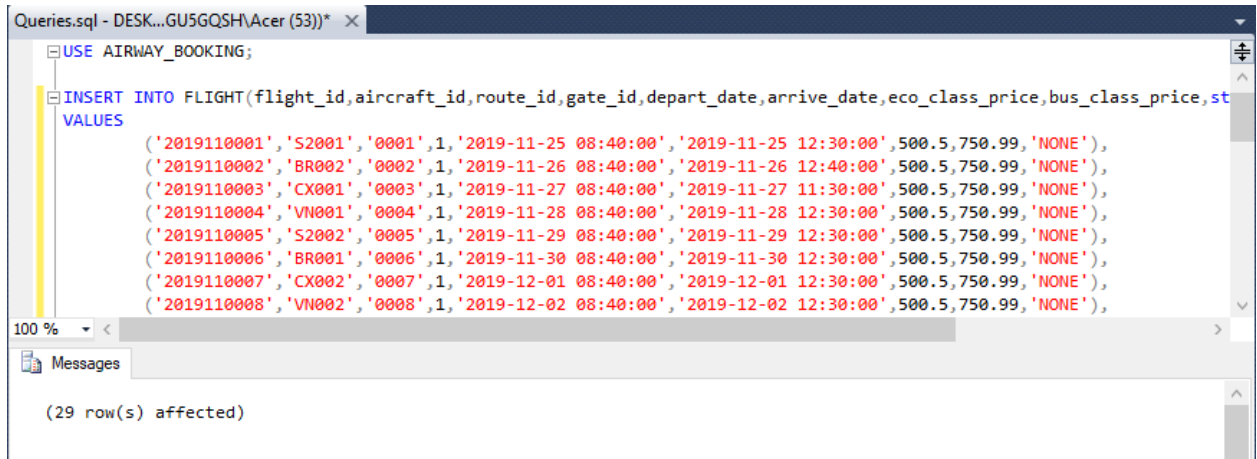 Queries.sql - DESK...GU5GQSH\Acer (53))*
USE AIRWAY_BOOKING;
INSERT INTO FLIGHT(flight_id,aircraft_id,route_id,gate_id,depart_date,arrive_date,eco_class_price,bus_class_price,st
VALUES
('2019110001','S2001','0001',1,'2019-11-25 08:40:00','2019-11-25 12:30:00',500.5,750.99,'NONE'),
('2019110002','BR002','0002',1,'2019-11-26 08:40:00','2019-11-26 12:40:00',500.5,750.99,'NONE'),
('2019110003','CX001','0003',1,'2019-11-27 08:40:00','2019-11-27 11:30:00',500.5,750.99,'NONE'),
('2019110004','VN001','0004',1,'2019-11-28 08:40:00','2019-11-28 12:30:00',500.5,750.99,'NONE'),
('2019110005','S2002','0005',1,'2019-11-29 08:40:00','2019-11-29 12:30:00',500.5,750.99,'NONE'),
('2019110006','BR001','0006',1,'2019-11-30 08:40:00','2019-11-30 12:30:00',500.5,750.99,'NONE'),
('2019110007','CX002','0007',1,'2019-12-01 08:40:00','2019-12-01 12:30:00',500.5,750.99,'NONE'),
('2019110008','VN002','0008',1,'2019-12-02 08:40:00','2019-12-02 12:30:00',500.5,750.99,'NONE'),
100 %
Messages
(29 row(s) affected)